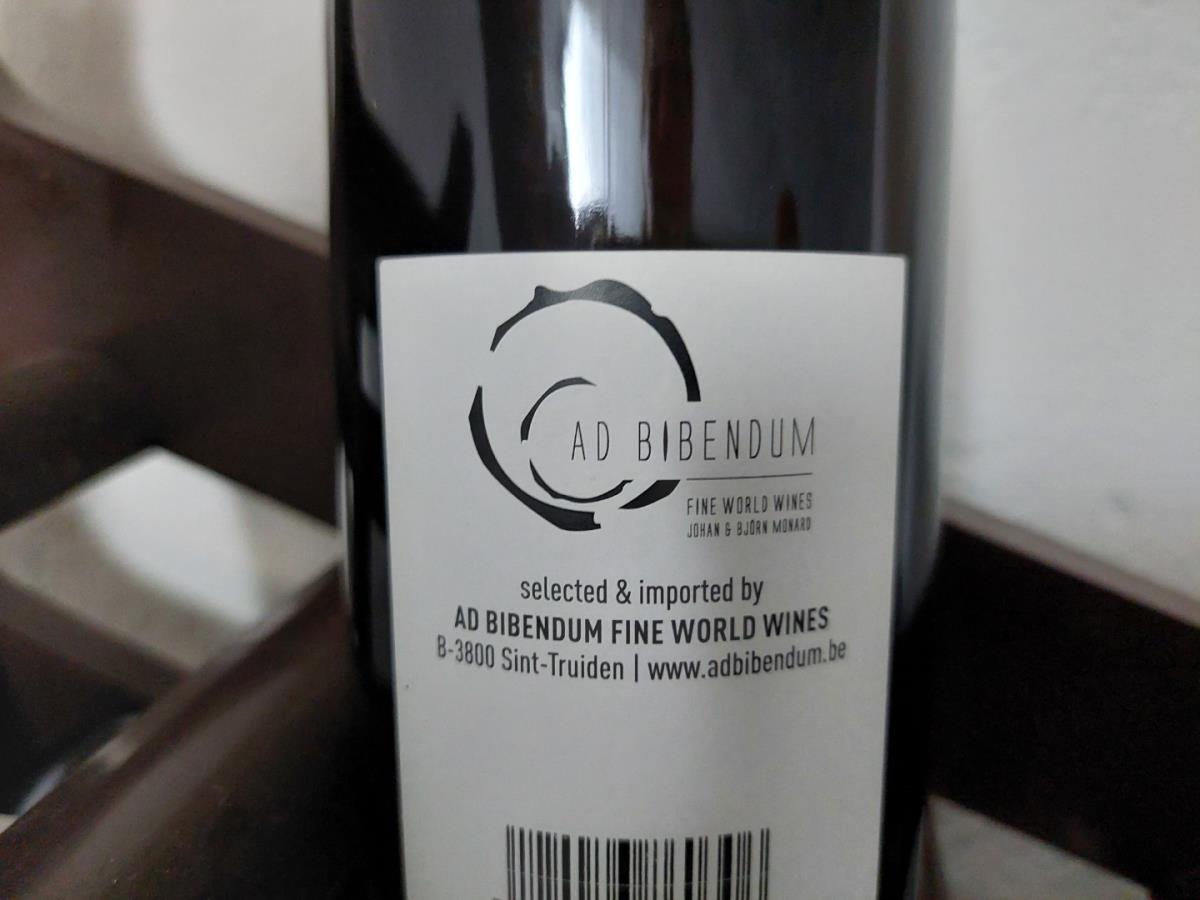 AD BIBENDUM
FINE WORLD WINES
JOHAN & BJÖRN MONARD
selected & imported by
AD BIBENDUM FINE WORLD WINES
B-3800 Sint-Truiden | www.adbibendum.be